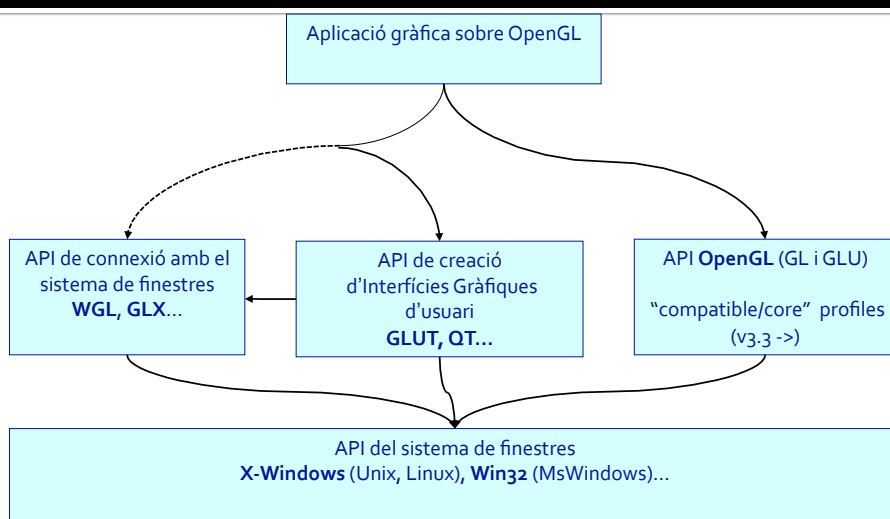 Aplicació gràfica sobre OpenGL
API de connexió amb el
sistema de finestres
WGL, GLX…
API de creació
d’Interfícies Gràfiques
d’usuari
GLUT, QT…
API OpenGL (GL i GLU)
“compatible/core” profiles
(v3.3 ->)
API del sistema de finestres
X-Windows (Unix, Linux), Win32 (MsWindows)…